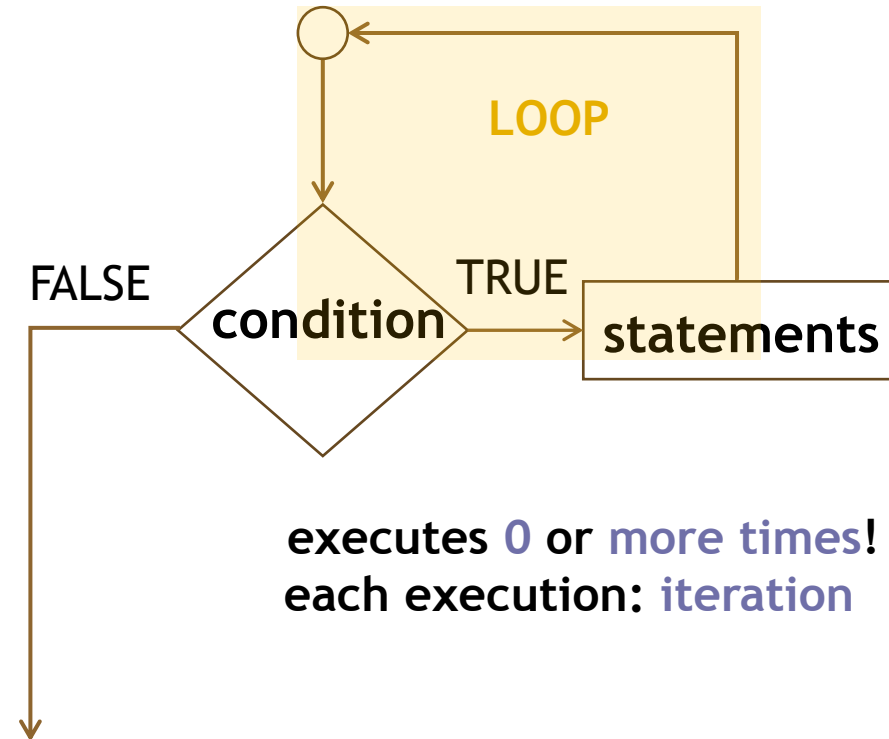 LOOP
FALSE
TRUE
condition
statements
executes 0 or more times!
each execution: iteration